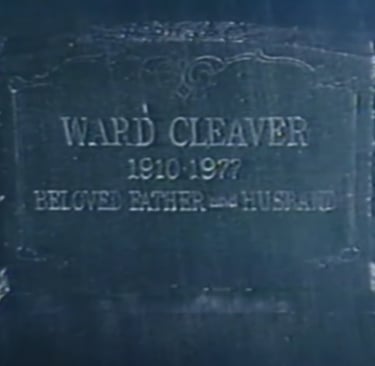 WARD CLEAVER
1910-1977
BELOVED FATHER and HUSBAND